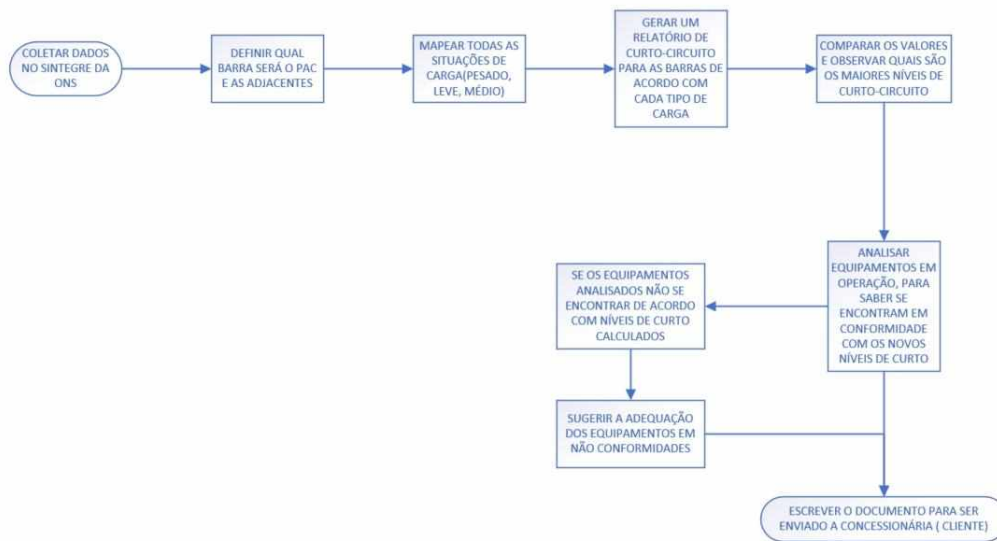 COLETAR DADOS
NO SINTEGRE DA
ONS
DEFINIR QUAL
BARRA SERÁ O PAC
E AS ADJACENTES
MAPEAR TODAS AS
SITUAÇÕES DE
CARGA(PESADO,
LEVE, MÉDIO)
GERAR UM
RELATÓRIO DE
CURTO-CIRCUITO
PARA AS BARRAS DE
ACORDO COM
CADA TIPO DE
CARGA
COMPARAR OS VALORES
E OBSERVAR QUAIS SÃO
OS MAIORES NÍVEIS DE
CURTO-CIRCUITO
ANALISAR
EQUIPAMENTOS EM
OPERAÇÃO, PARA
SABER SE
ENCONTRAM EM
CONFORMIDADE
COM OS NOVOS
NÍVEIS DE CURTO
SE OS EQUIPAMENTOS
ANALISADOS NÃO SE
ENCONTRAR DE ACORDO
COM NÍVEIS DE CURTO
CALCULADOS
SUGERIR A ADEQUAÇÃO
DOS EQUIPAMENTOS EM
NÃO CONFORMIDADES
ESCREVER O DOCUMENTO PARA SER
ENVIADO A CONCESSIONÁRIA ( CLIENTE)